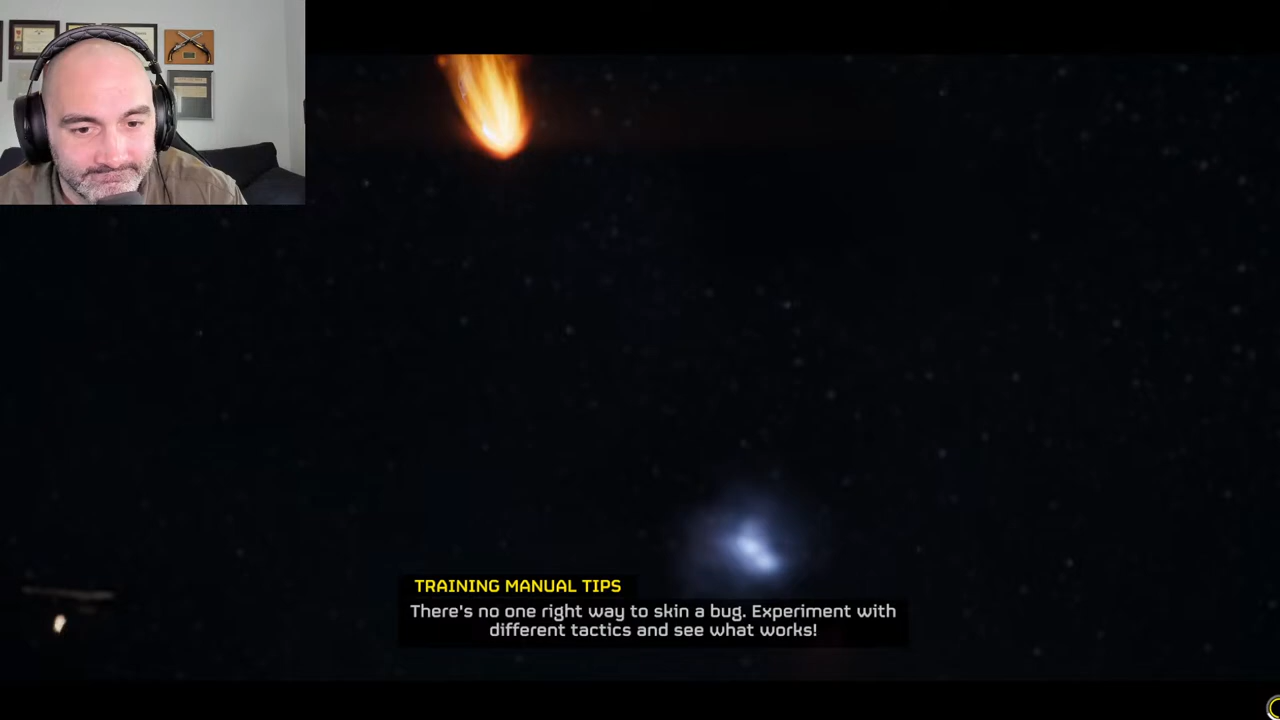 TRAINING MANUAL TIPS
There's no one right way to skin a bug. Experiment with
different tactics and see what works!